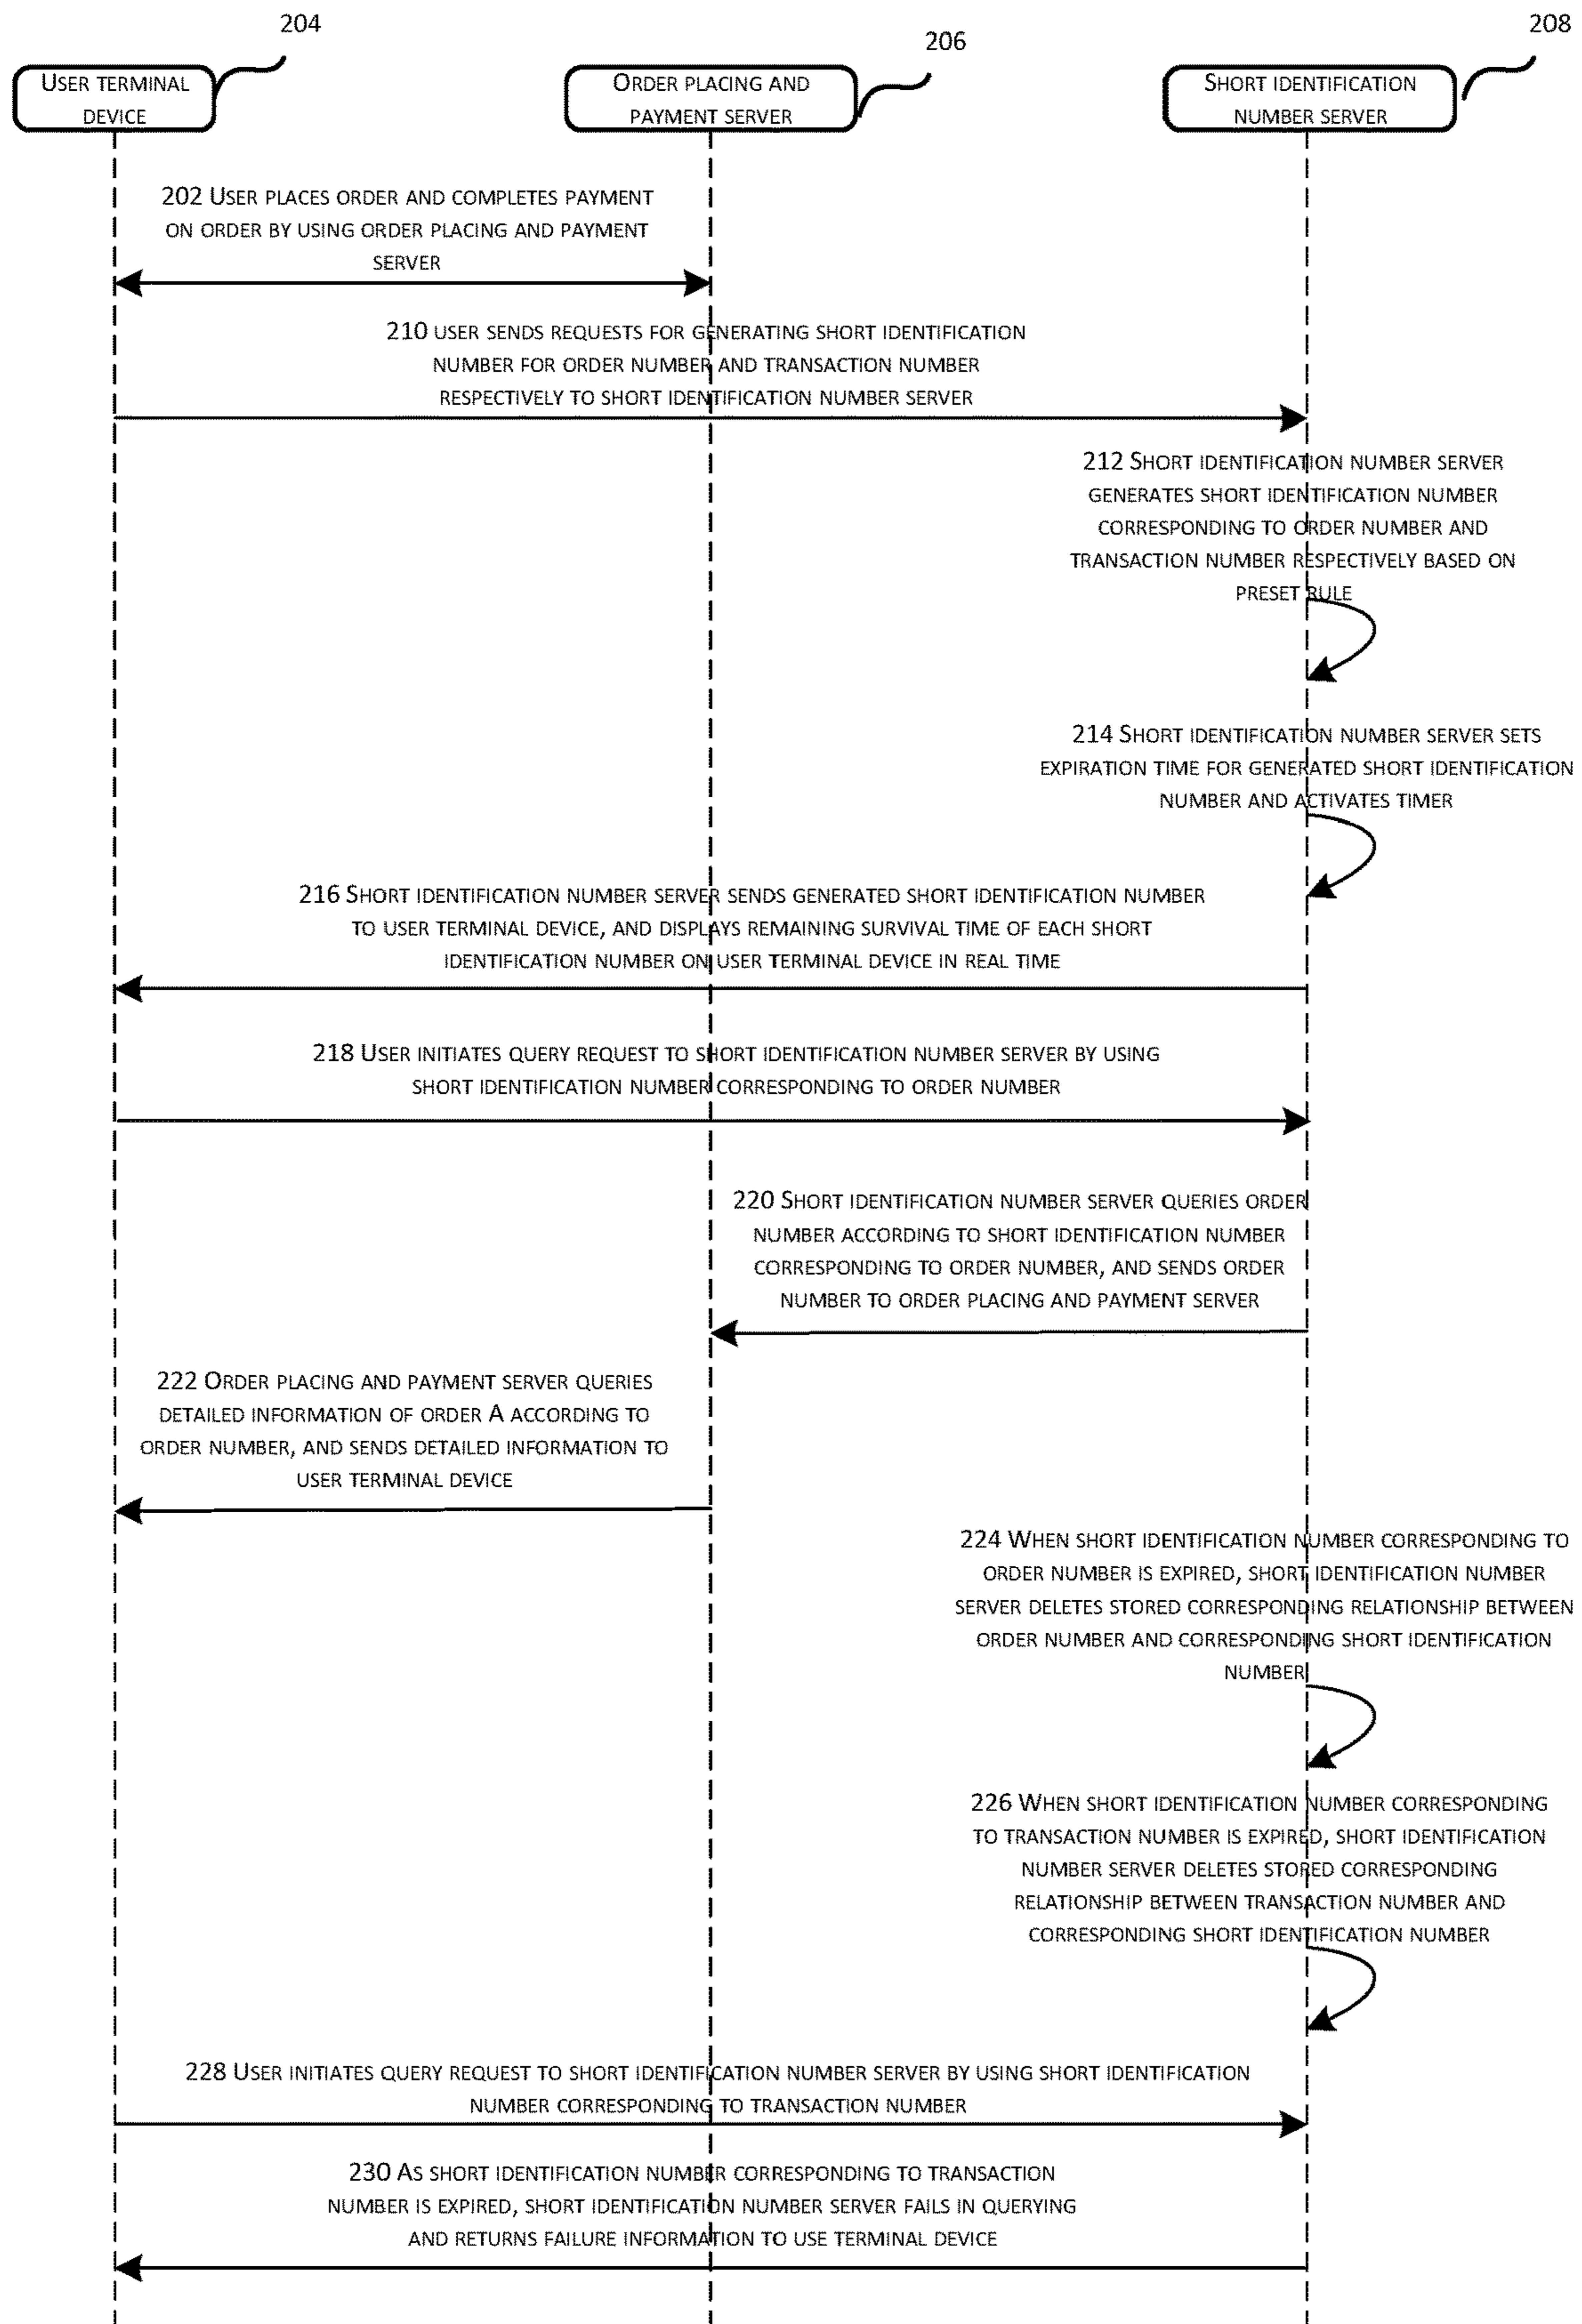 204
206
208
User terminal
device
Order placing and
payment server
Short identification
number server
202 User places order and completes payment
on order by using order placing and payment
server
210 user sends requests for generating short identification
number for order number and transaction number
respectively to short identification number server
212 Short identification number server
generates short identification number
corresponding to order number and
transaction number respectively based on
preset rule
214 Short identification number server sets
expiration time for generated short identification
number and activates timer
216 Short identification number server sends generated short identification number
to user terminal device, and displays remaining survival time of each short
identification number on user terminal device in real time
218 User initiates query request to short identification number server by using
short identification number corresponding to order number
220 Short identification number server queries order
number according to short identification number
corresponding to order number, and sends order
number to order placing and payment server
222 Order placing and payment server queries
detailed information of order A according to
order number, and sends detailed information to
user terminal device
224 When short identification number corresponding to
order number is expired, short identification number
server deletes stored corresponding relationship between
order number and corresponding short identification
number
226 When short identification number corresponding
to transaction number is expired, short identification
number server deletes stored corresponding
relationship between transaction number and
corresponding short identification number
228 User initiates query request to short identification number server by using short identification
number corresponding to transaction number
230 As short identification number corresponding to transaction
number is expired, short identification number server fails in querying
and returns failure information to use terminal device